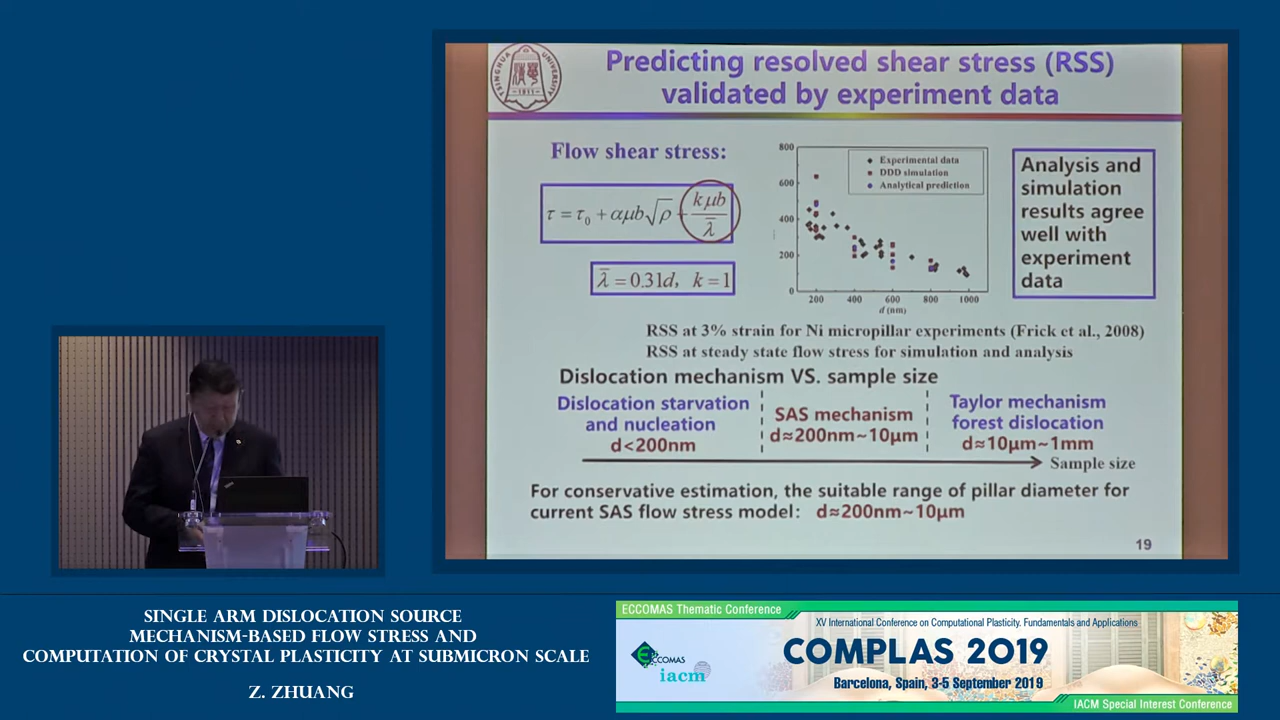 Predicting resolved shear stress (RSS)
validated by experiment data
TSINGHUA UNIVERSITY
1911
Flow shear stress:
τ = τ₀ + αμb√ρ + kμb/λ̄
λ̄ = 0.31d, k = 1
800
600
400
200
0
200 400 600 800 1000
d (nm)
Experimental data
DDD simulation
Analytical prediction
Analysis and
simulation
results agree
well with
experiment
data
RSS at 3% strain for Ni micropillar experiments (Frick et al., 2008)
RSS at steady state flow stress for simulation and analysis
Dislocation mechanism VS. sample size
Dislocation starvation
and nucleation
d<200nm
SAS mechanism
d≈200nm~10μm
Taylor mechanism
forest dislocation
d≈10μm~1mm
Sample size
For conservative estimation, the suitable range of pillar diameter for
current SAS flow stress model: d≈200nm~10μm
19
SINGLE ARM DISLOCATION SOURCE
MECHANISM-BASED FLOW STRESS AND
COMPUTATION OF CRYSTAL PLASTICITY AT SUBMICRON SCALE
Z. ZHUANG
ECCOMAS Thematic Conference
XV International Conference on Computational Plasticity. Fundamentals and Applications
ECCOMAS
iacm
COMPLAS 2019
Barcelona, Spain, 3-5 September 2019
IACM Special Interest Conference